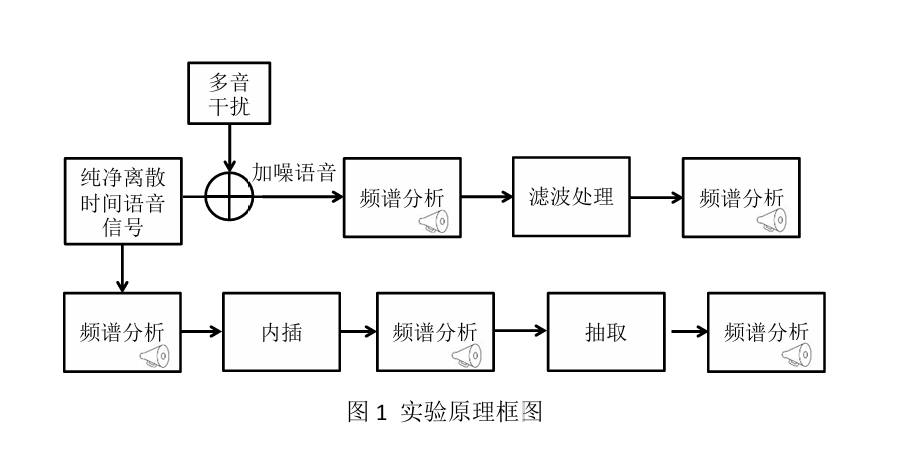 多音
干扰
加噪语音
纯净离散
时间语音
信号
频谱分析
滤波处理
频谱分析
频谱分析
内插
频谱分析
抽取
频谱分析
图 1 实验原理框图